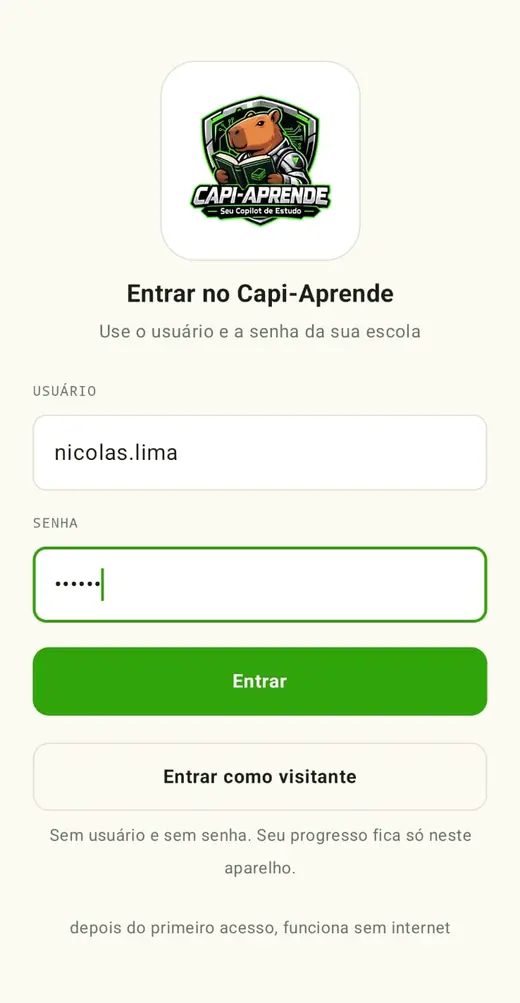 CAPI-APRENDE
Seu Copilot de Estudo
Entrar no Capi-Aprende
Use o usuário e a senha da sua escola
USUÁRIO
nicolas.lima
SENHA
••••••
Entrar
Entrar como visitante
Sem usuário e sem senha. Seu progresso fica só neste
aparelho.
depois do primeiro acesso, funciona sem internet